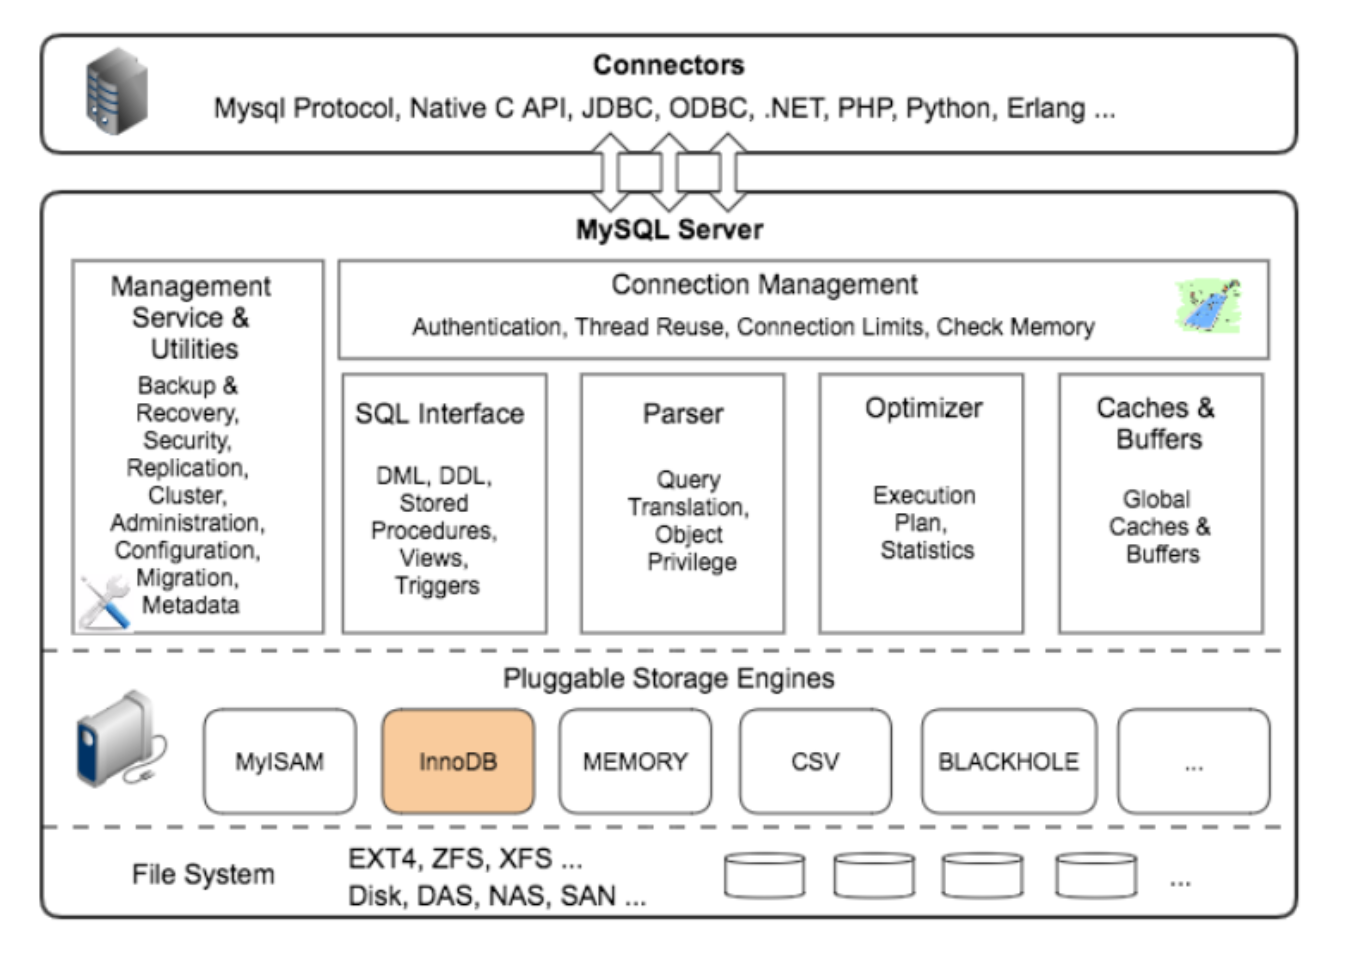 Connectors
Mysql Protocol, Native C API, JDBC, ODBC, .NET, PHP, Python, Erlang ...
MySQL Server
Management
Service &
Utilities
Backup &
Recovery,
Security,
Replication,
Cluster,
Administration,
Configuration,
Migration,
Metadata
Connection Management
Authentication, Thread Reuse, Connection Limits, Check Memory
SQL Interface
DML, DDL,
Stored
Procedures,
Views,
Triggers
Parser
Query
Translation,
Object
Privilege
Optimizer
Execution
Plan,
Statistics
Caches &
Buffers
Global
Caches &
Buffers
Pluggable Storage Engines
MyISAM
InnoDB
MEMORY
CSV
BLACKHOLE
...
File System
EXT4, ZFS, XFS ...
Disk, DAS, NAS, SAN ...
...